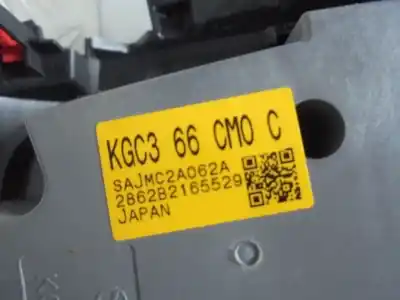 KGC3 66 CM0 C
SAJMC2A062A
2862B2165529
JAPAN